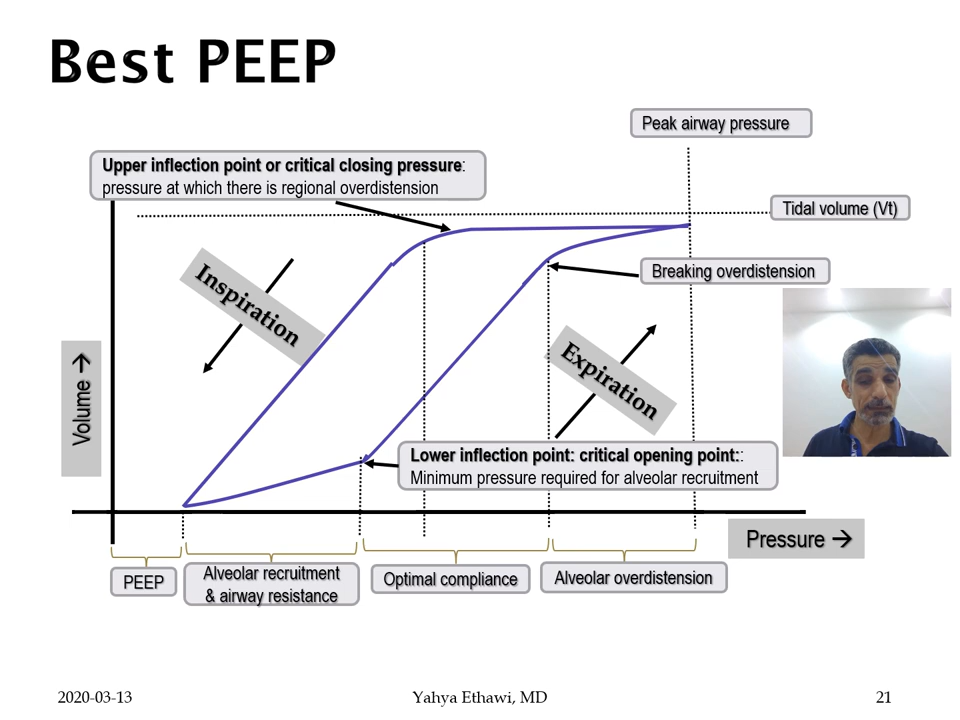 Best PEEP
Peak airway pressure
Upper inflection point or critical closing pressure:
pressure at which there is regional overdistension
Tidal volume (Vt)
Breaking overdistension
Inspiration
Expiration
Volume →
Lower inflection point: critical opening point::
Minimum pressure required for alveolar recruitment
Pressure →
PEEP
Alveolar recruitment
& airway resistance
Optimal compliance
Alveolar overdistension
2020-03-13
Yahya Ethawi, MD
21